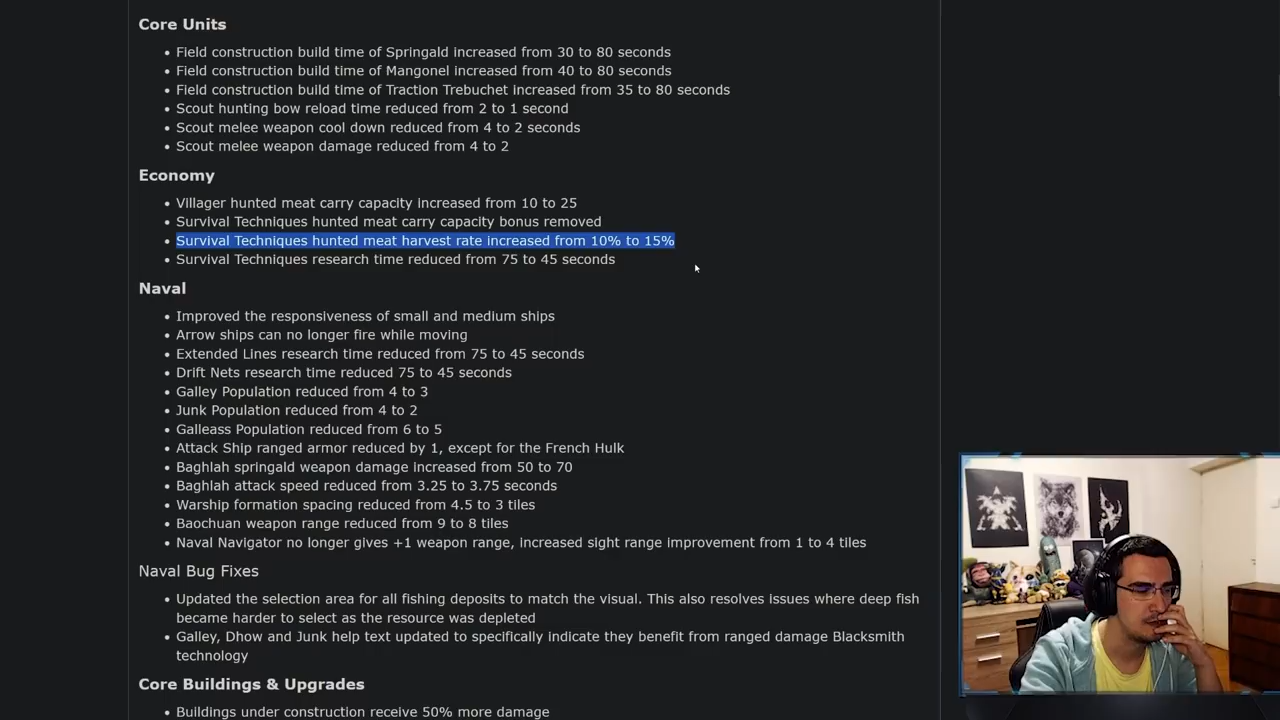 Core Units
• Field construction build time of Springald increased from 30 to 80 seconds
• Field construction build time of Mangonel increased from 40 to 80 seconds
• Field construction build time of Traction Trebuchet increased from 35 to 80 seconds
• Scout hunting bow reload time reduced from 2 to 1 second
• Scout melee weapon cool down reduced from 4 to 2 seconds
• Scout melee weapon damage reduced from 4 to 2
Economy
• Villager hunted meat carry capacity increased from 10 to 25
• Survival Techniques hunted meat carry capacity bonus removed
• Survival Techniques hunted meat harvest rate increased from 10% to 15%
• Survival Techniques research time reduced from 75 to 45 seconds
Naval
• Improved the responsiveness of small and medium ships
• Arrow ships can no longer fire while moving
• Extended Lines research time reduced from 75 to 45 seconds
• Drift Nets research time reduced 75 to 45 seconds
• Galley Population reduced from 4 to 3
• Junk Population reduced from 4 to 2
• Galleass Population reduced from 6 to 5
• Attack Ship ranged armor reduced by 1, except for the French Hulk
• Baghlah springald weapon damage increased from 50 to 70
• Baghlah attack speed reduced from 3.25 to 3.75 seconds
• Warship formation spacing reduced from 4.5 to 3 tiles
• Baochuan weapon range reduced from 9 to 8 tiles
• Naval Navigator no longer gives +1 weapon range, increased sight range improvement from 1 to 4 tiles
Naval Bug Fixes
• Updated the selection area for all fishing deposits to match the visual. This also resolves issues where deep fish
became harder to select as the resource was depleted
• Galley, Dhow and Junk help text updated to specifically indicate they benefit from ranged damage Blacksmith
technology
Core Buildings & Upgrades
• Buildings under construction receive 50% more damage